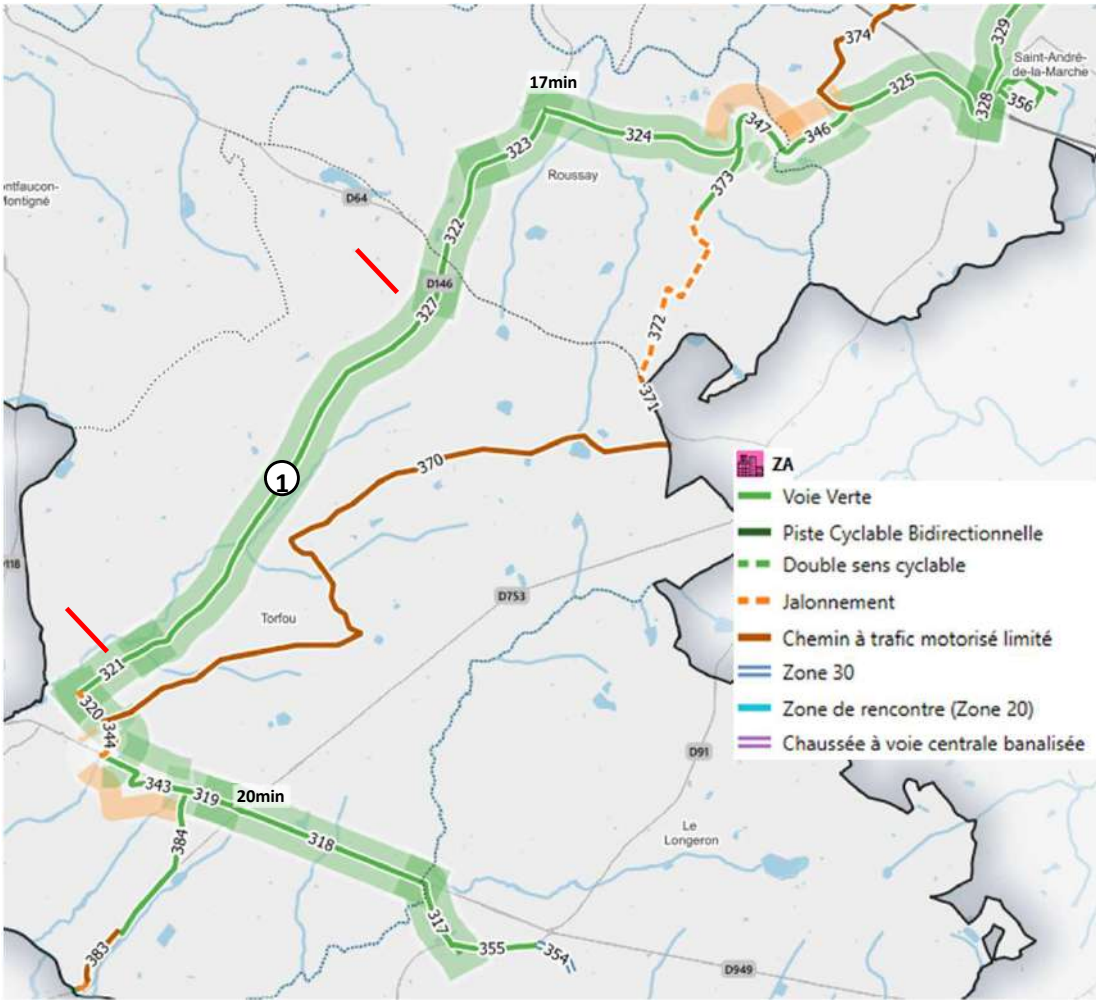 374
329
Saint-André-
de-la-Marche
325
356
328
17min
347
346
324
323
Roussay
373
ontfaucon-
Montigné
D64
322
D146
327
372
371
370
1
118
D753
Torfou
321
320
344
343
319
20min
318
384
D91
Le
Longeron
317
355
354
383
D949
ZA
Voie Verte
Piste Cyclable Bidirectionnelle
Double sens cyclable
Jalonnement
Chemin à trafic motorisé limité
Zone 30
Zone de rencontre (Zone 20)
Chaussée à voie centrale banalisée